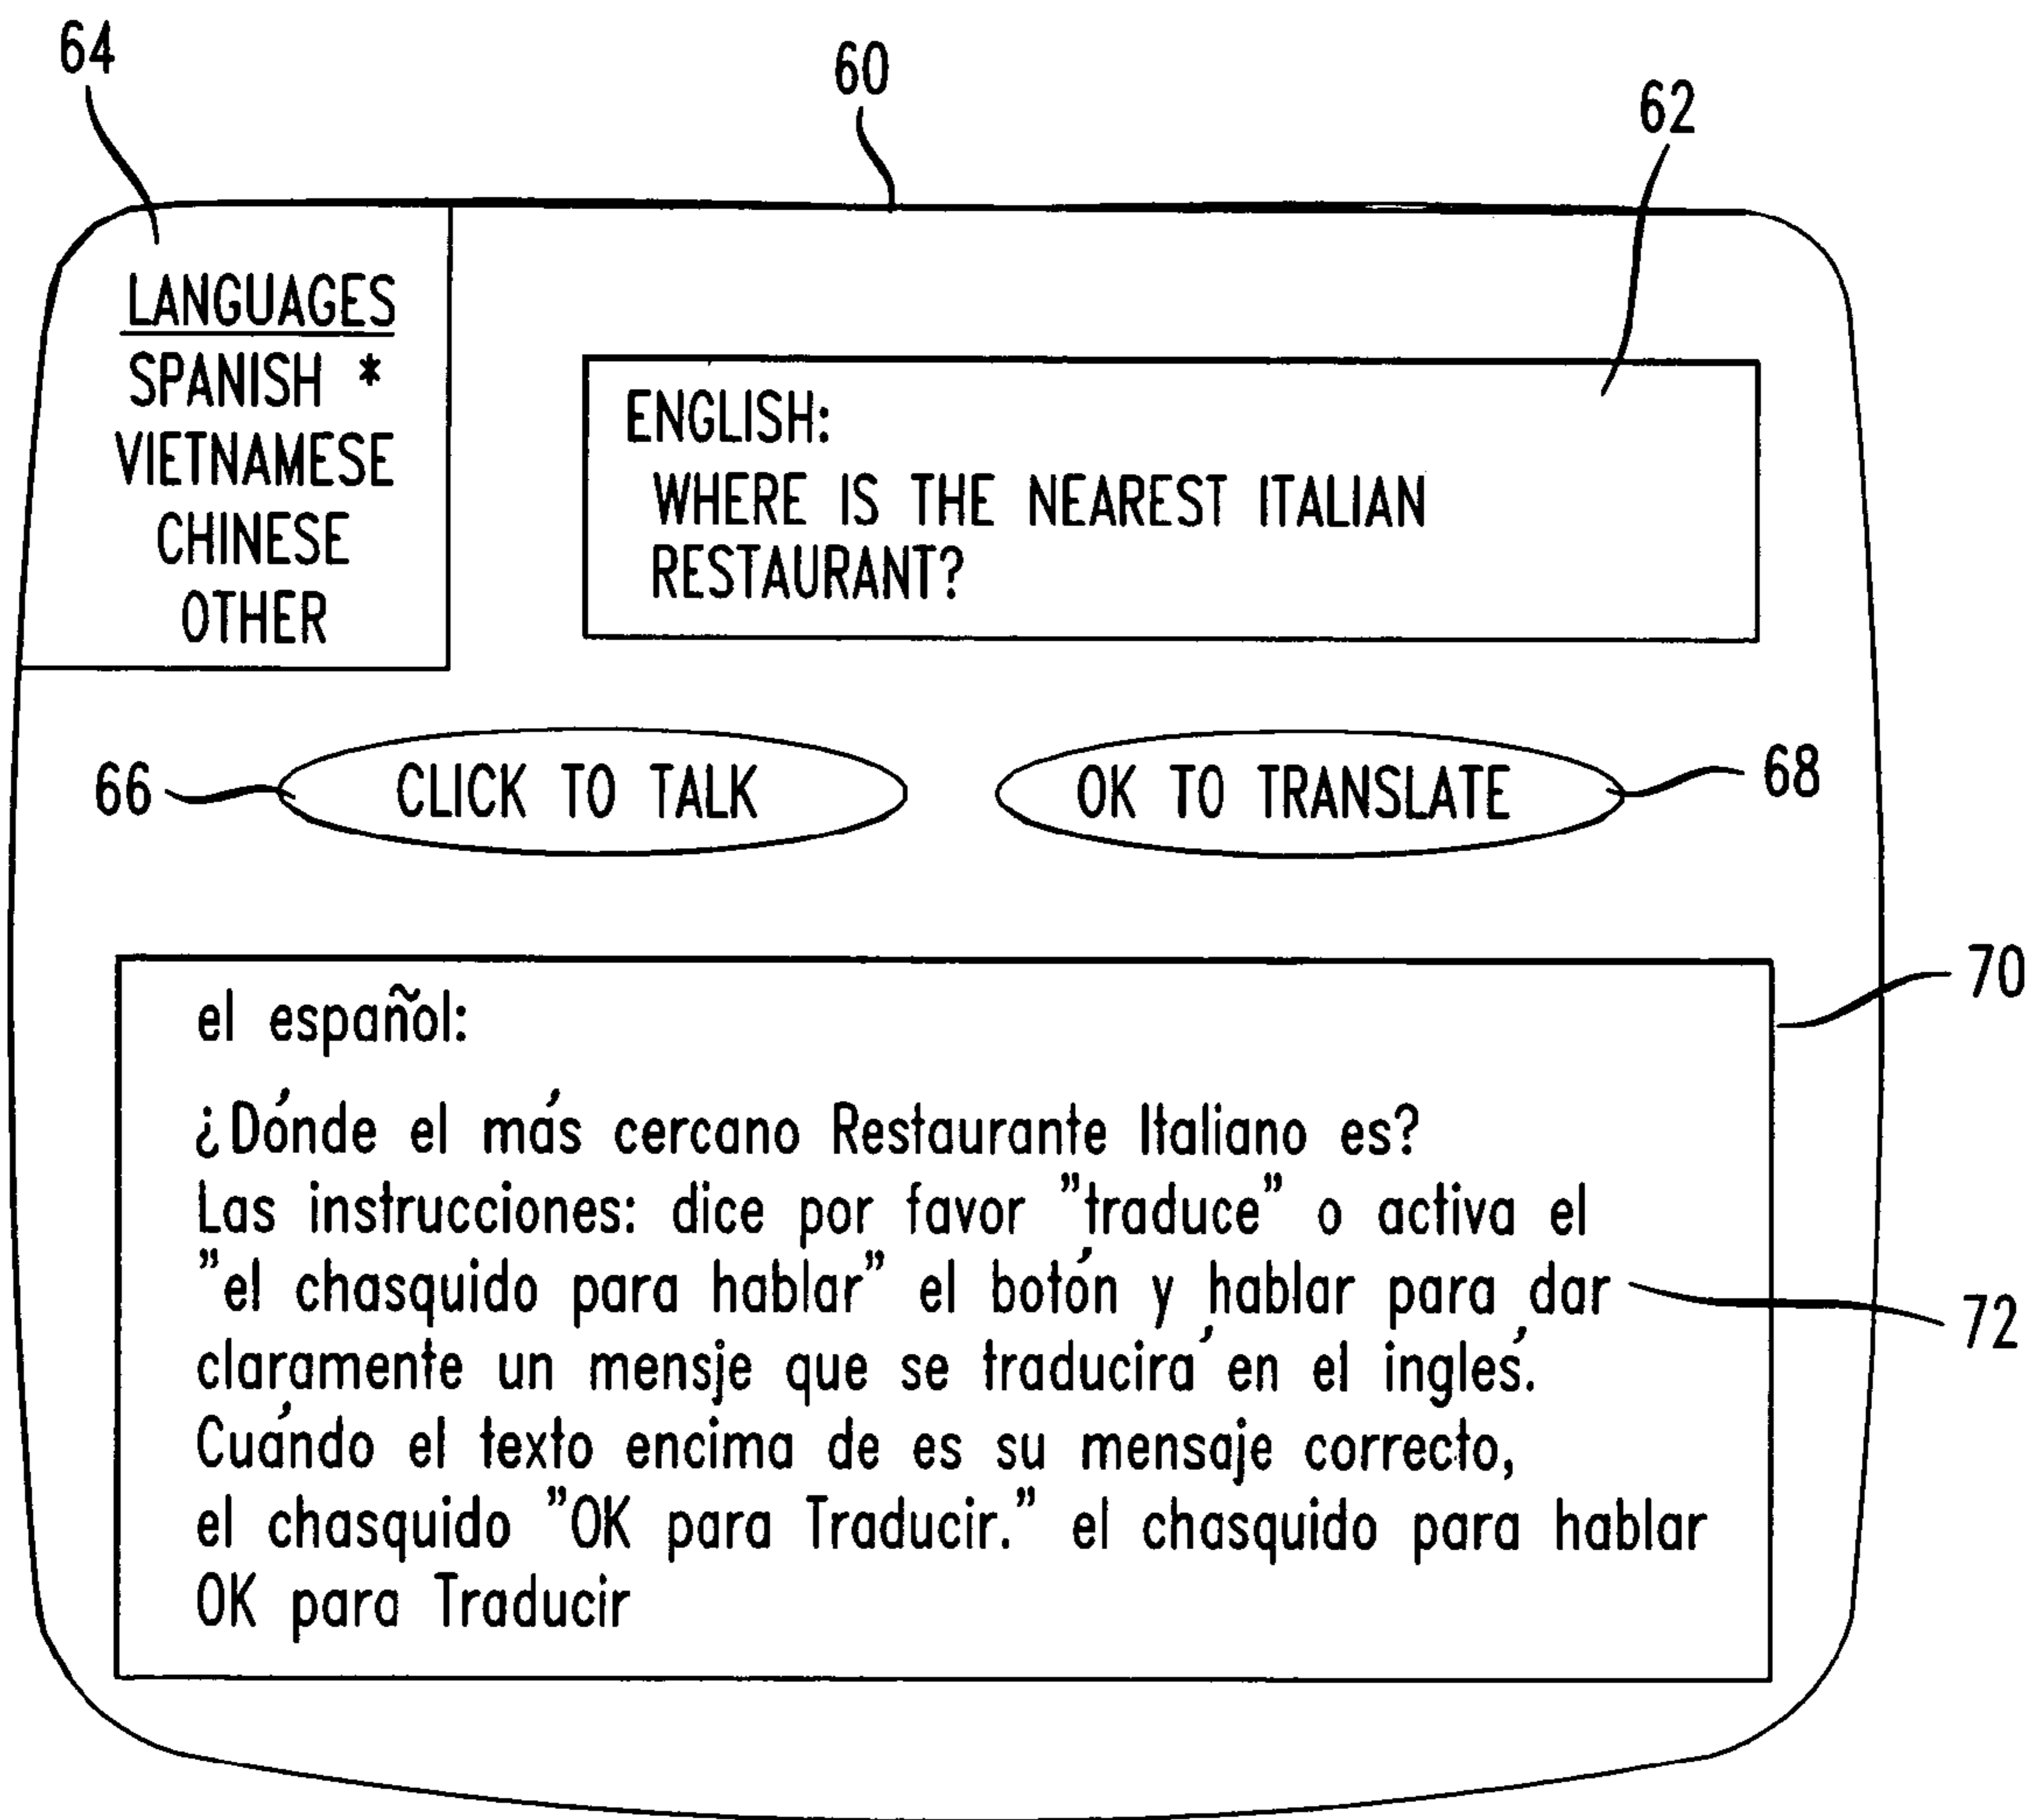 64
60
62
LANGUAGES
SPANISH *
VIETNAMESE
CHINESE
OTHER
ENGLISH:
WHERE IS THE NEAREST ITALIAN
RESTAURANT?
66
CLICK TO TALK
OK TO TRANSLATE
68
70
el español:
¿Dónde el más cercano Restaurante Italiano es?
Las instrucciones: dice por favor "traduce" o activa el
"el chasquido para hablar" el botón y hablar para dar
72
claramente un mensje que se traducirá en el inglés.
Cuándo el texto encima de es su mensaje correcto,
el chasquido "OK para Traducir." el chasquido para hablar
OK para Traducir